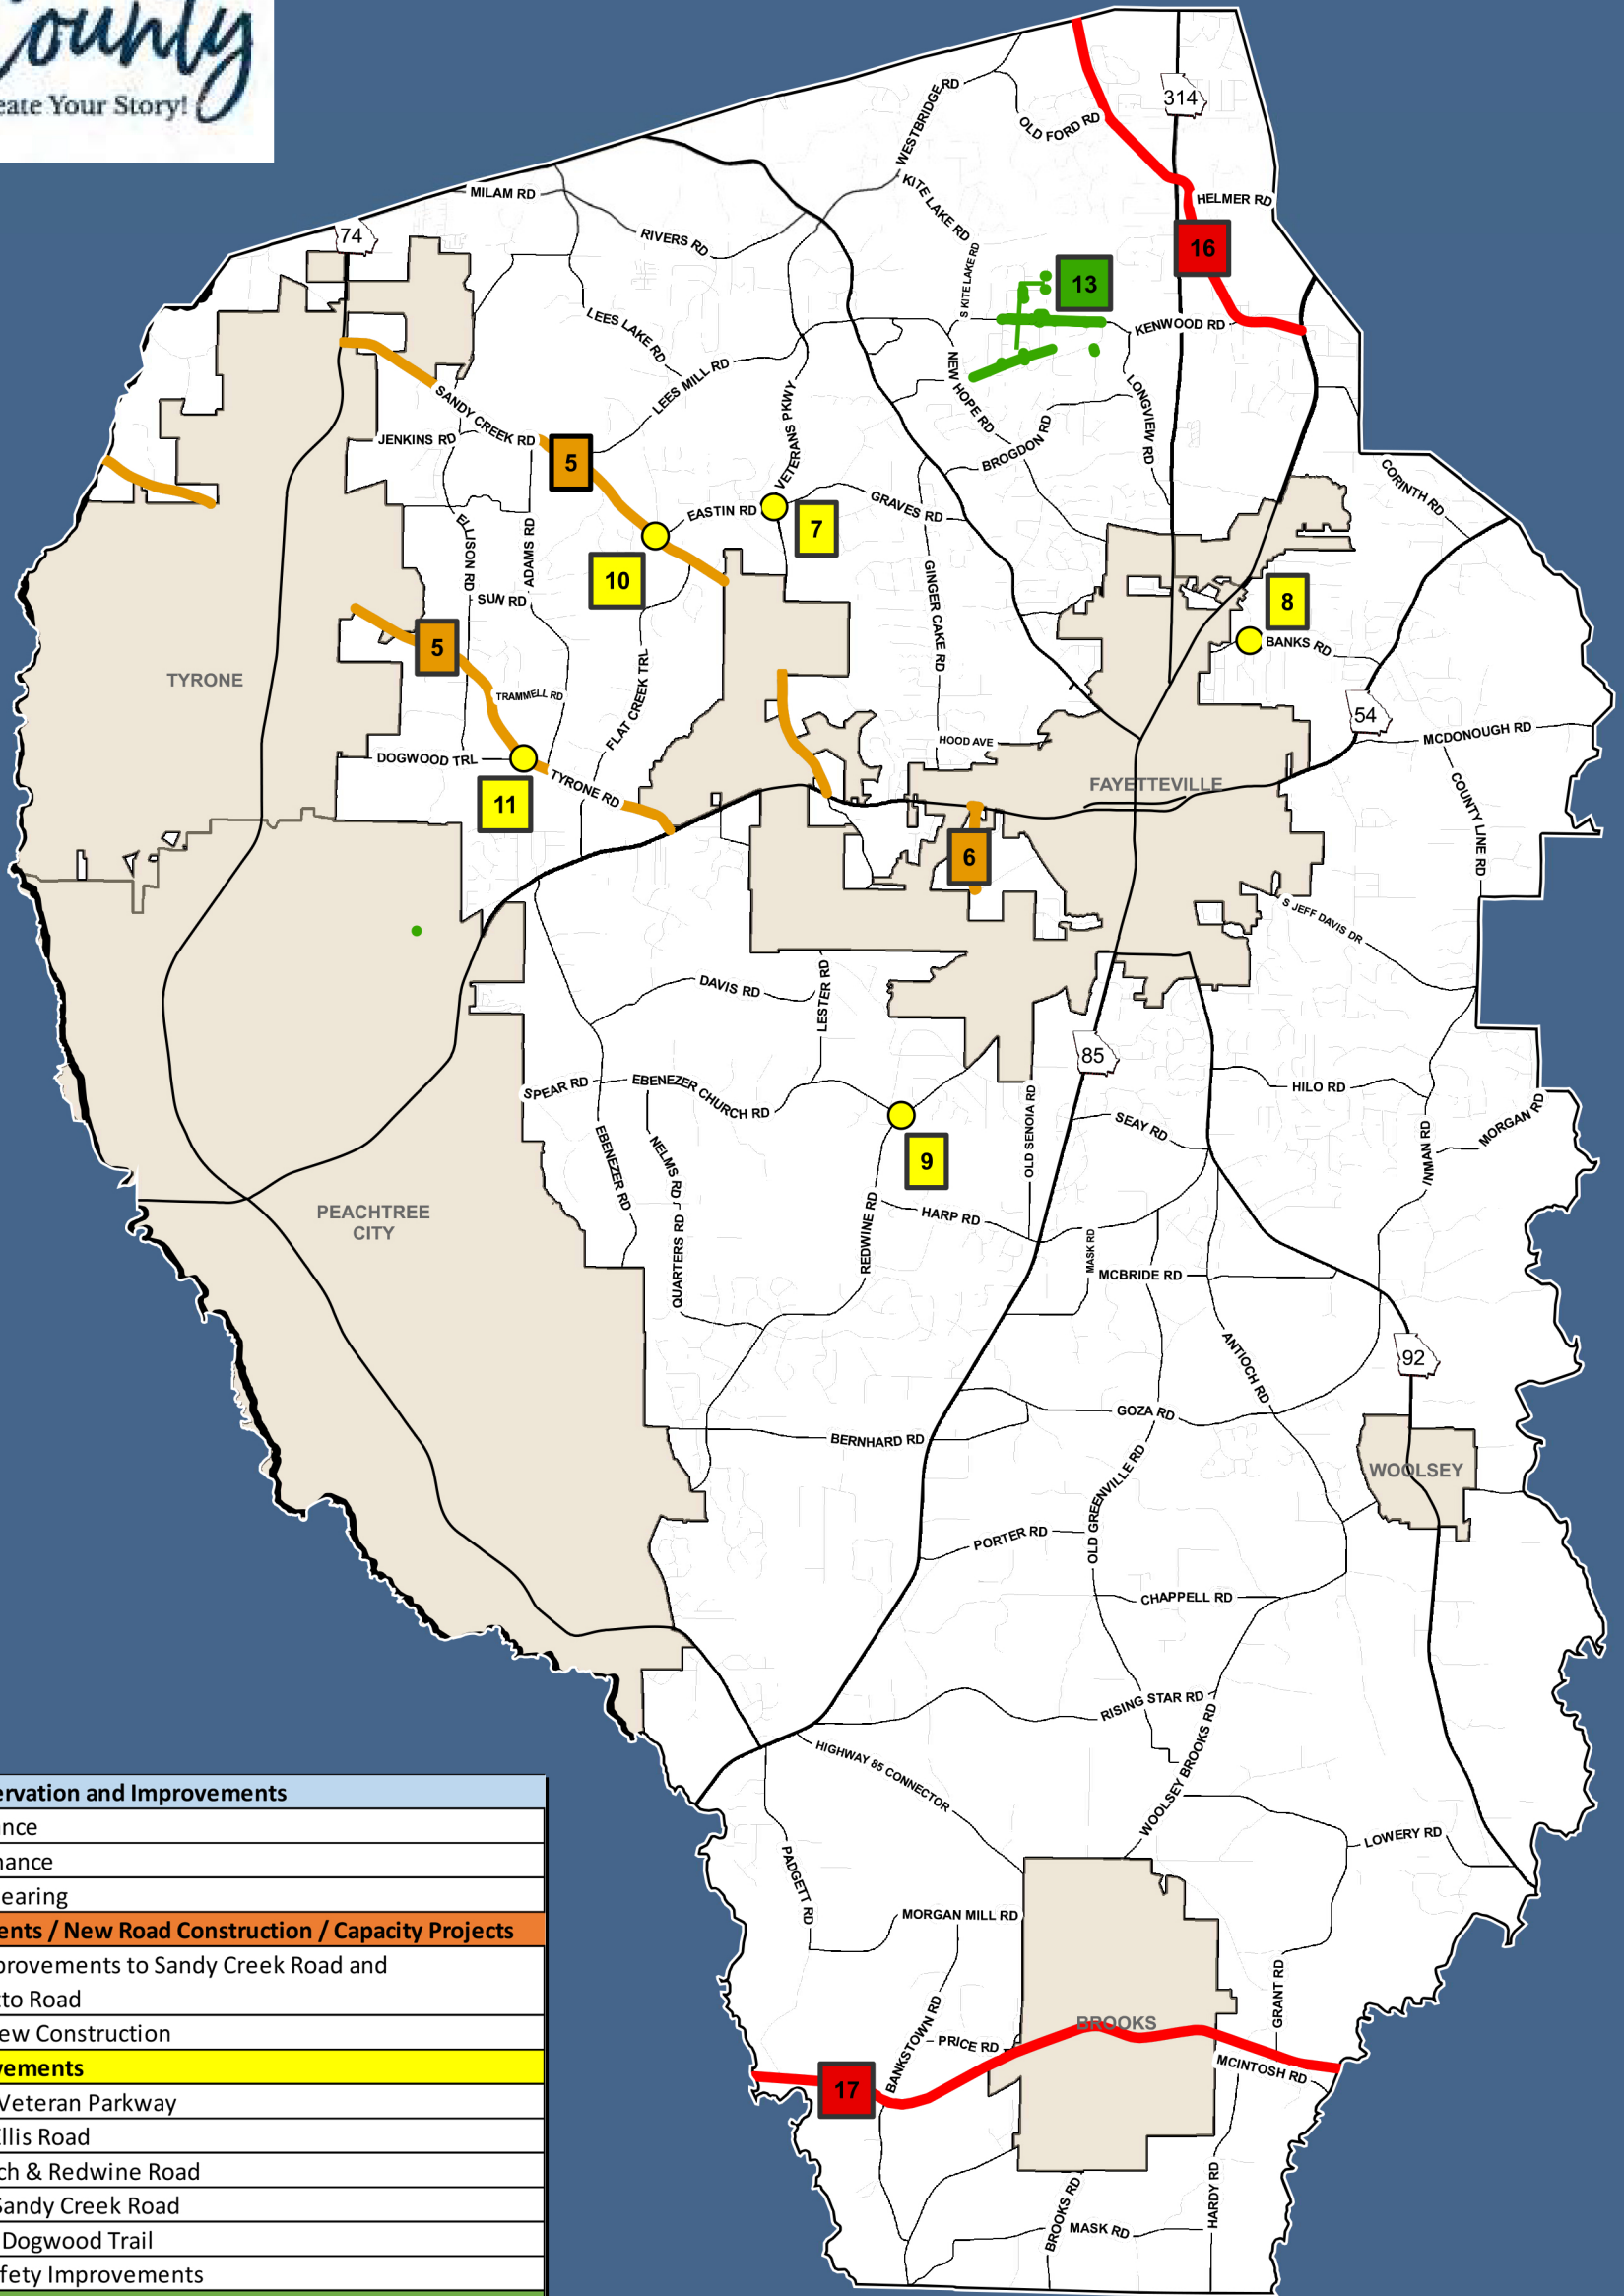 County
eate Your Story!
314
WESTBRIDGE RD
OLD FORD RD
MILAM RD
KITE LAKE RD
HELMER RD
74
RIVERS RD
16
S KITE LAKE RD
13
LEES LAKE RD
KENWOOD RD
LEES MILL RD
NEW HOPE RD
VETERANS PKWY
LONGVIEW RD
SANDY CREEK RD
JENKINS RD
BROGDON RD
5
CORINTH RD
EASTIN RD
7
GRAVES RD
ELLISON RD
ADAMS RD
10
GINGER CAKE RD
SUN RD
8
BANKS RD
5
TYRONE
TRAMMELL RD
FLAT CREEK TRL
54
MCDONOUGH RD
HOOD AVE
DOGWOOD TRL
TYRONE RD
FAYETTEVILLE
11
COUNTY LINE RD
6
S JEFF DAVIS DR
DAVIS RD
LESTER RD
85
SPEAR RD
EBENEZER CHURCH RD
HILO RD
OLD SENOIA RD
SEAY RD
MORGAN RD
INMAN RD
NELMS RD
EBENEZER RD
9
PEACHTREE
CITY
REDWINE RD
HARP RD
QUARTERS RD
MASK RD
MCBRIDE RD
ANTIOCH RD
92
GOZA RD
BERNHARD RD
WOOLSEY
OLD GREENVILLE RD
PORTER RD
CHAPPELL RD
RISING STAR RD
WOOLSEY BROOKS RD
HIGHWAY 85 CONNECTOR
LOWERY RD
PADGETT RD
MORGAN MILL RD
GRANT RD
BROOKS
BANKSTOWN RD
PRICE RD
MCINTOSH RD
17
BROOKS RD
MASK RD
HARDY RD
ervation and Improvements
ance
nance
earing
ents / New Road Construction / Capacity Projects
provements to Sandy Creek Road and
tto Road
ew Construction
vements
Veteran Parkway
Ellis Road
ch & Redwine Road
Sandy Creek Road
Dogwood Trail
fety Improvements